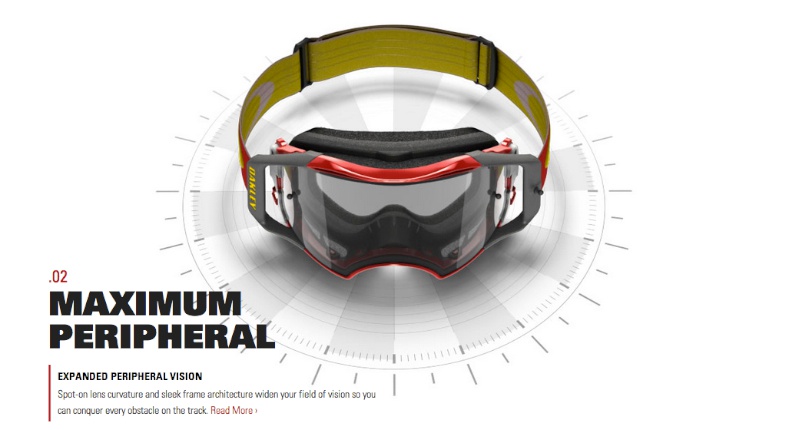 OAKLEY
.02
MAXIMUM
PERIPHERAL
EXPANDED PERIPHERAL VISION
Spot-on lens curvature and sleek frame architecture widen your field of vision so you
can conquer every obstacle on the track. Read More ›